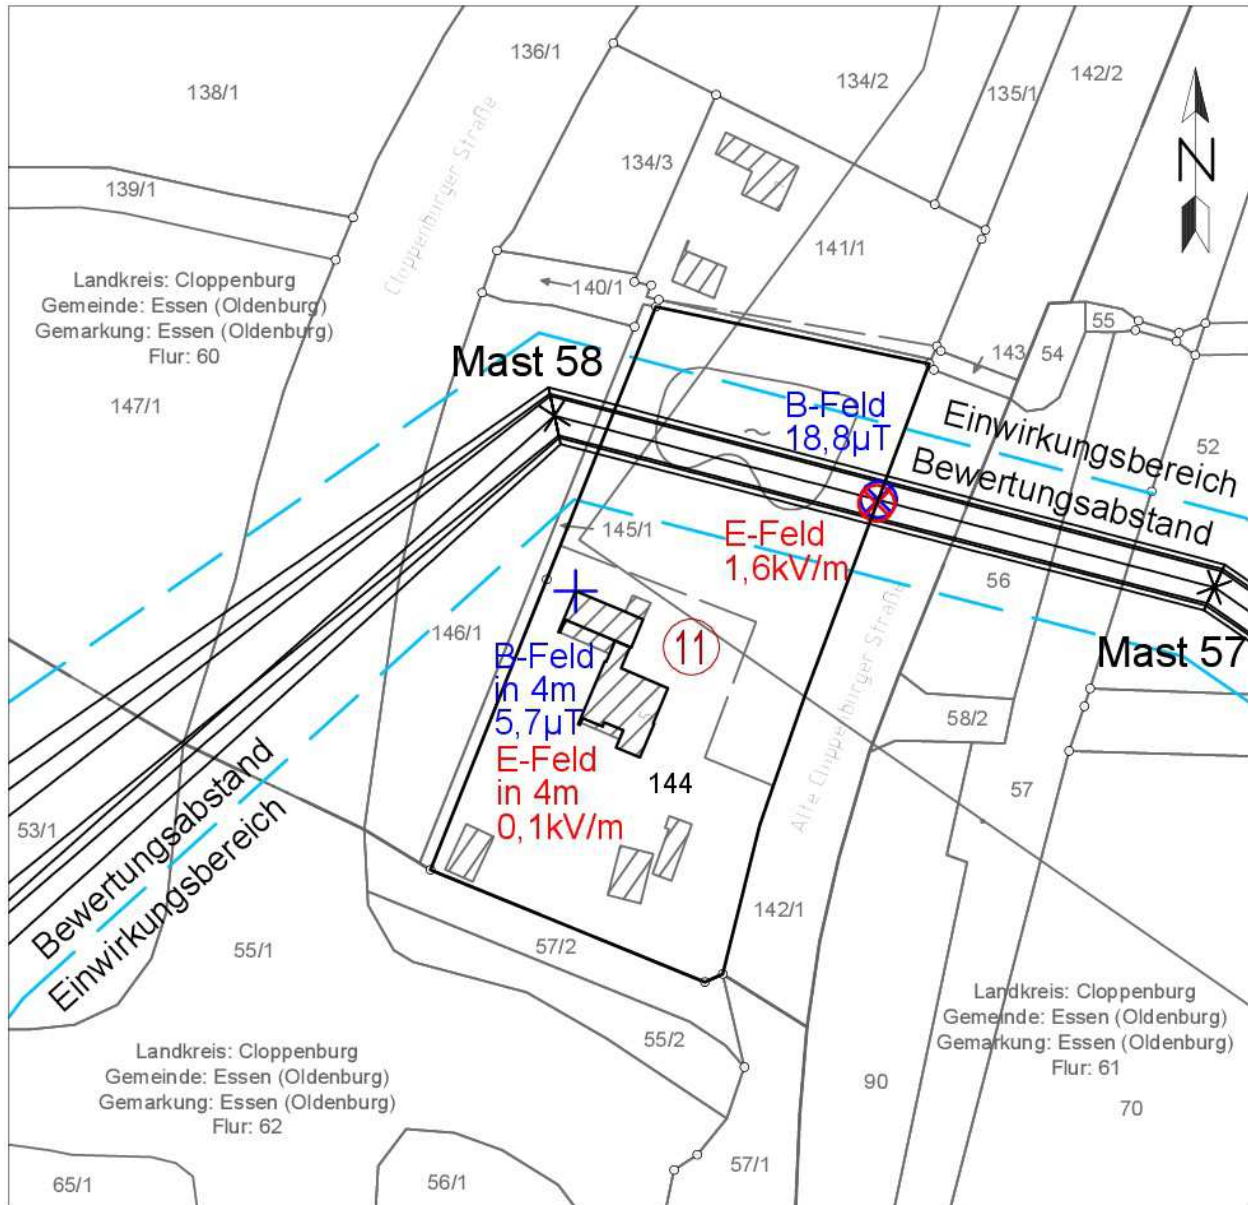 136/1
138/1
134/2
142/2
135/1
Cloppenburger Straße
134/3
139/1
N
141/1
Landkreis: Cloppenburg
Gemeinde: Essen (Oldenburg)
Gemarkung: Essen (Oldenburg)
Flur: 60
140/1
55
143
54
Mast 58
147/1
B-Feld
18,8µT
Einwirkungsbereich
Bewertungsabstand
52
145/1
E-Feld
1,6kV/m
56
146/1
11
B-Feld
in 4m
5,7µT
E-Feld
in 4m
0,1kV/m
Mast 57
58/2
144
57
Alte Cloppenburger Straße
53/1
Bewertungsabstand
Einwirkungsbereich
142/1
55/1
57/2
Landkreis: Cloppenburg
Gemeinde: Essen (Oldenburg)
Gemarkung: Essen (Oldenburg)
Flur: 61
55/2
Landkreis: Cloppenburg
Gemeinde: Essen (Oldenburg)
Gemarkung: Essen (Oldenburg)
Flur: 62
90
70
57/1
65/1
56/1